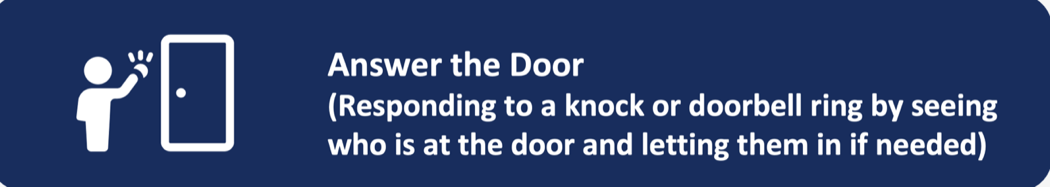 Answer the Door
(Responding to a knock or doorbell ring by seeing
who is at the door and letting them in if needed)